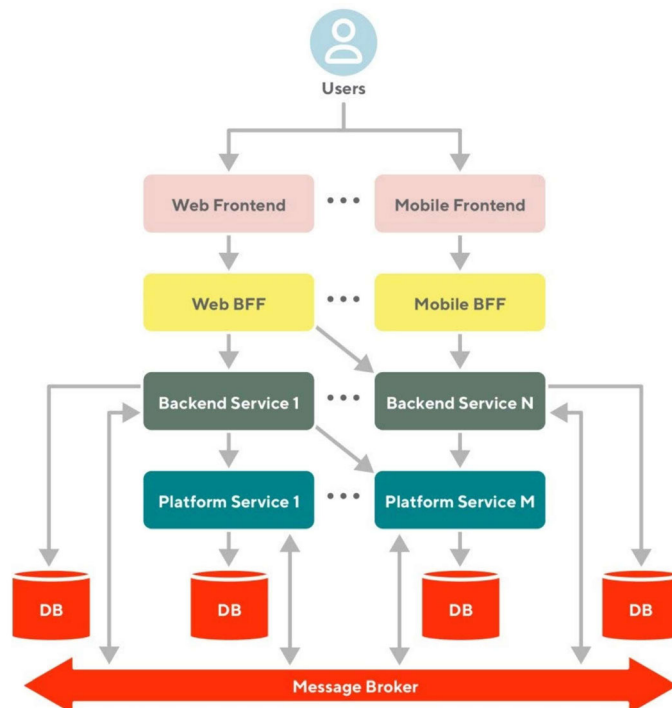 Users
Web Frontend
Mobile Frontend
Web BFF
Mobile BFF
Backend Service 1
Backend Service N
Platform Service 1
Platform Service M
DB
DB
DB
DB
Message Broker